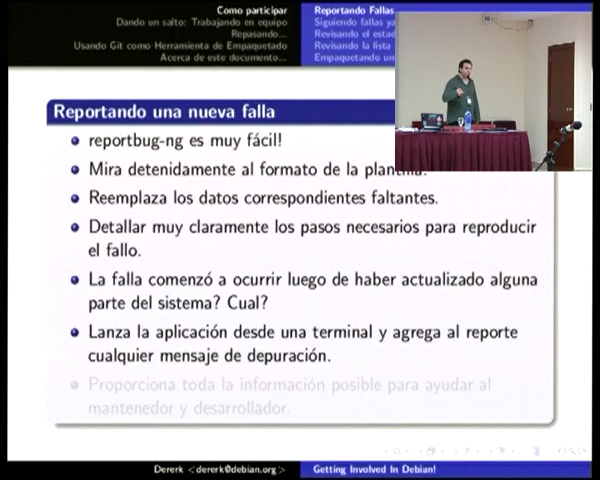 Como participar
Dando un salto: Trabajando en equipo
Repasando...
Usando Git como Herramienta de Empaquetado
Acerca de este documento...
Reportando Fallas
Siguiendo fallas ya
Revisando el estad
Revisando la lista
Empaquetando un
Reportando una nueva falla
reportbug-ng es muy fácil!
Mira detenidamente al formato de la plantilla.
Reemplaza los datos correspondientes faltantes.
Detallar muy claramente los pasos necesarios para reproducir
el fallo.
La falla comenzó a ocurrir luego de haber actualizado alguna
parte del sistema? Cual?
Lanza la aplicación desde una terminal y agrega al reporte
cualquier mensaje de depuración.
Proporciona toda la información posible para ayudar al
mantenedor y desarrollador.
Dererk <dererk@debian.org>
Getting Involved In Debian!